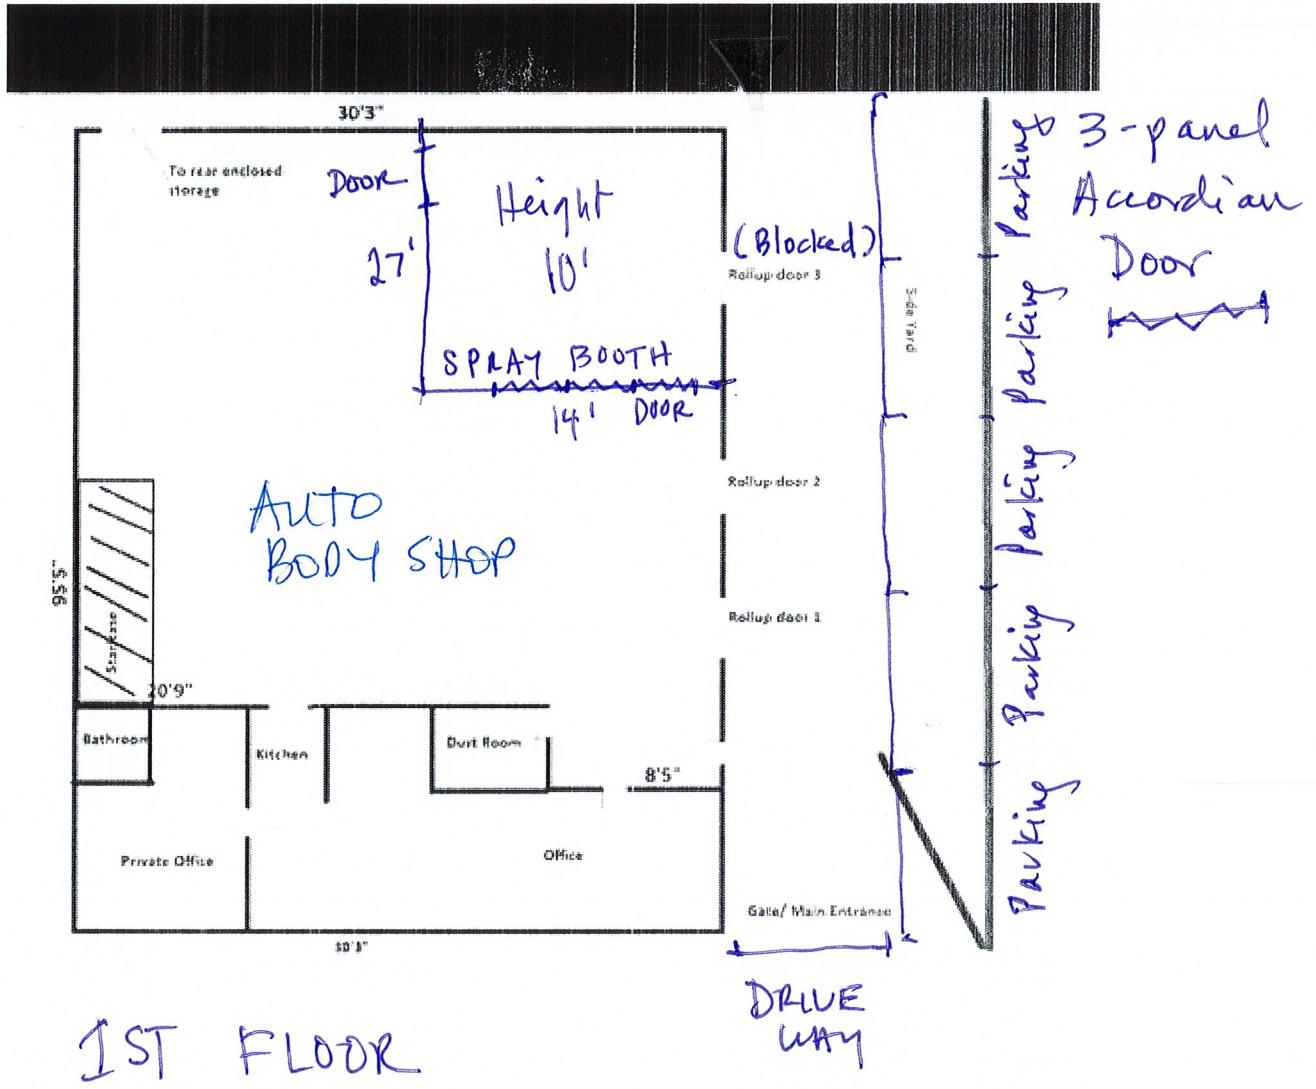 30'3"
To rear enclosed
storage
DOOR
27'
Height
10'
SPRAY BOOTH
14' DOOR
(Blocked)
Rollup door 3
Side Yard
Parking
Parking
Parking
Parking
Parking
3-panel
Accordian
Door
AUTO
BODY SHOP
Rollup door 2
Rollup door 1
95'5"
Staircase
20'9"
Bathroom
Kitchen
Durt Room
8'5"
Private Office
Office
Gate/ Main Entrance
30'3"
DRIVE
WAY
1ST FLOOR